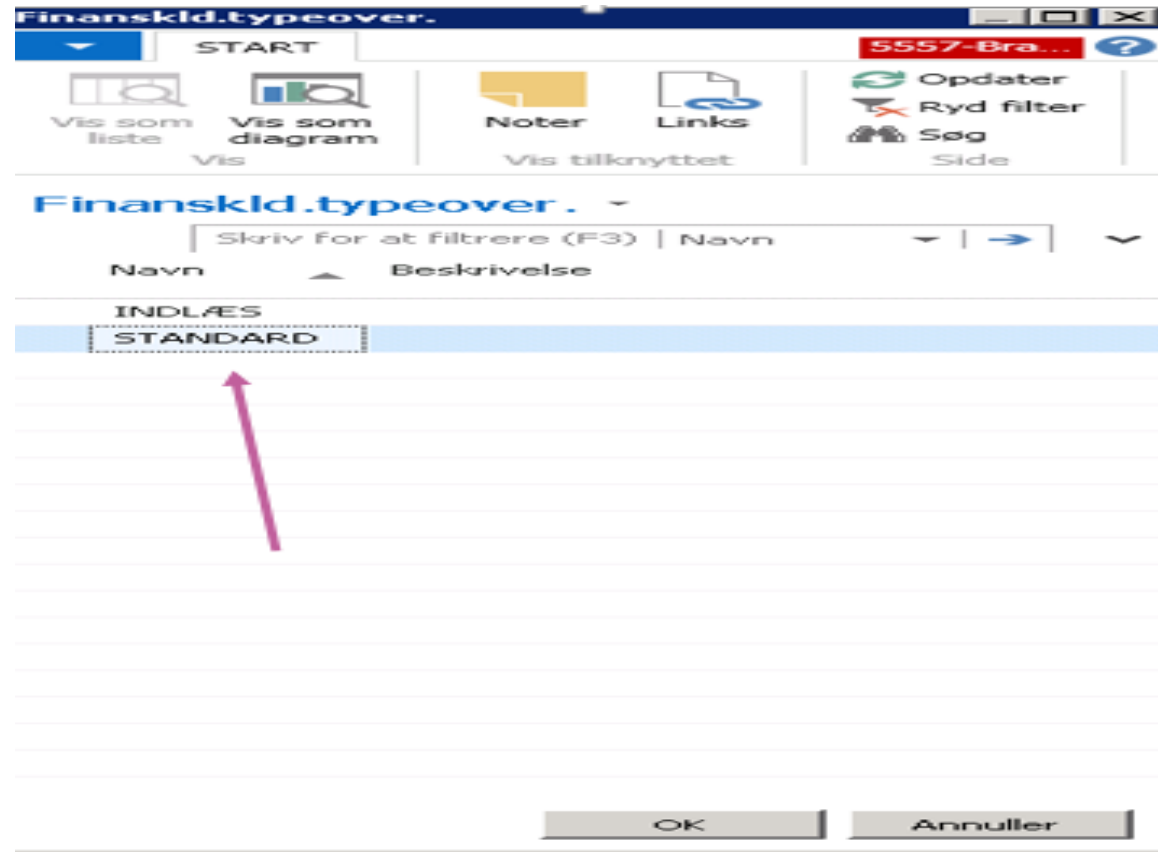 Finanskld.typeover.
START
5557-Bra...
Vis som liste
Vis som diagram
Vis
Noter
Links
Vis tilknyttet
Opdater
Ryd filter
Søg
Side
Finanskld.typeover.
Skriv for at filtrere (F3) | Navn
Navn Beskrivelse
INDLÆS
STANDARD
OK Annuller